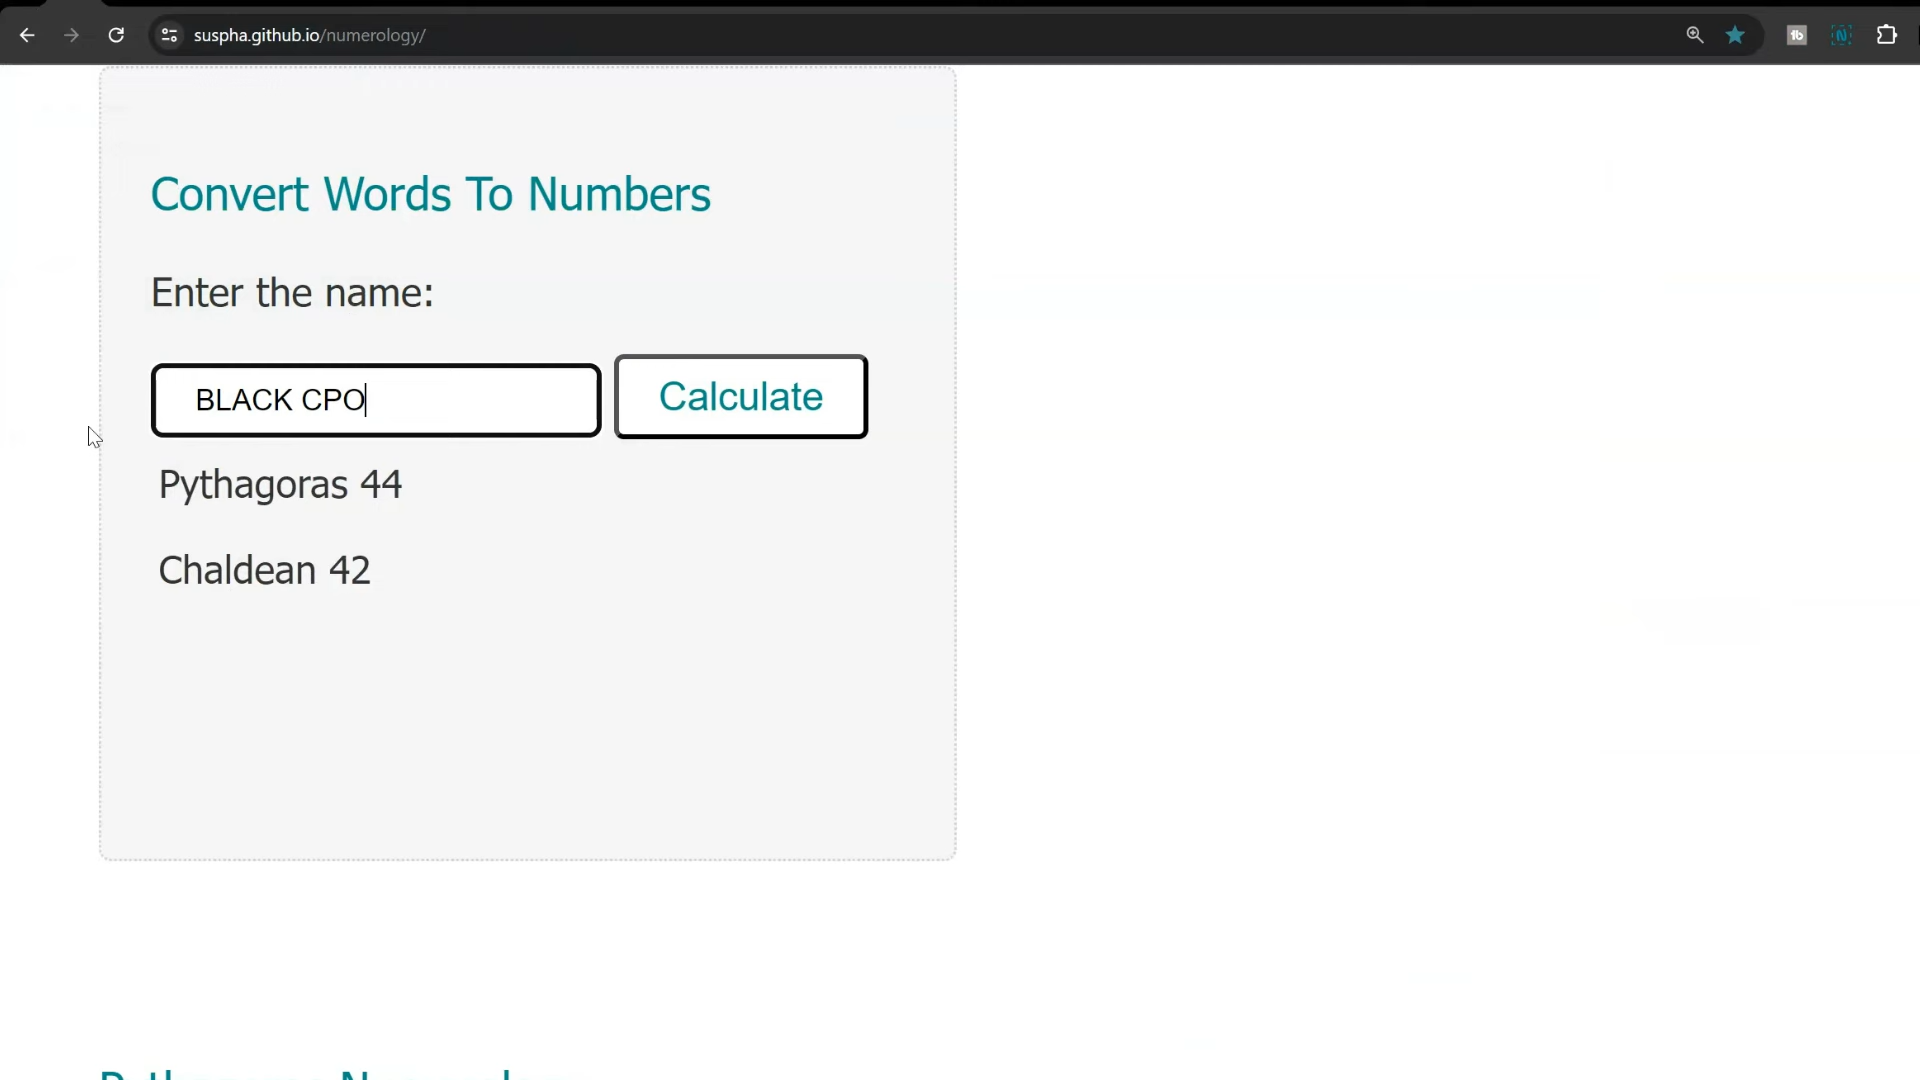 suspha.github.io/numerology/
Convert Words To Numbers
Enter the name:
BLACK CPO
Calculate
Pythagoras 44
Chaldean 42